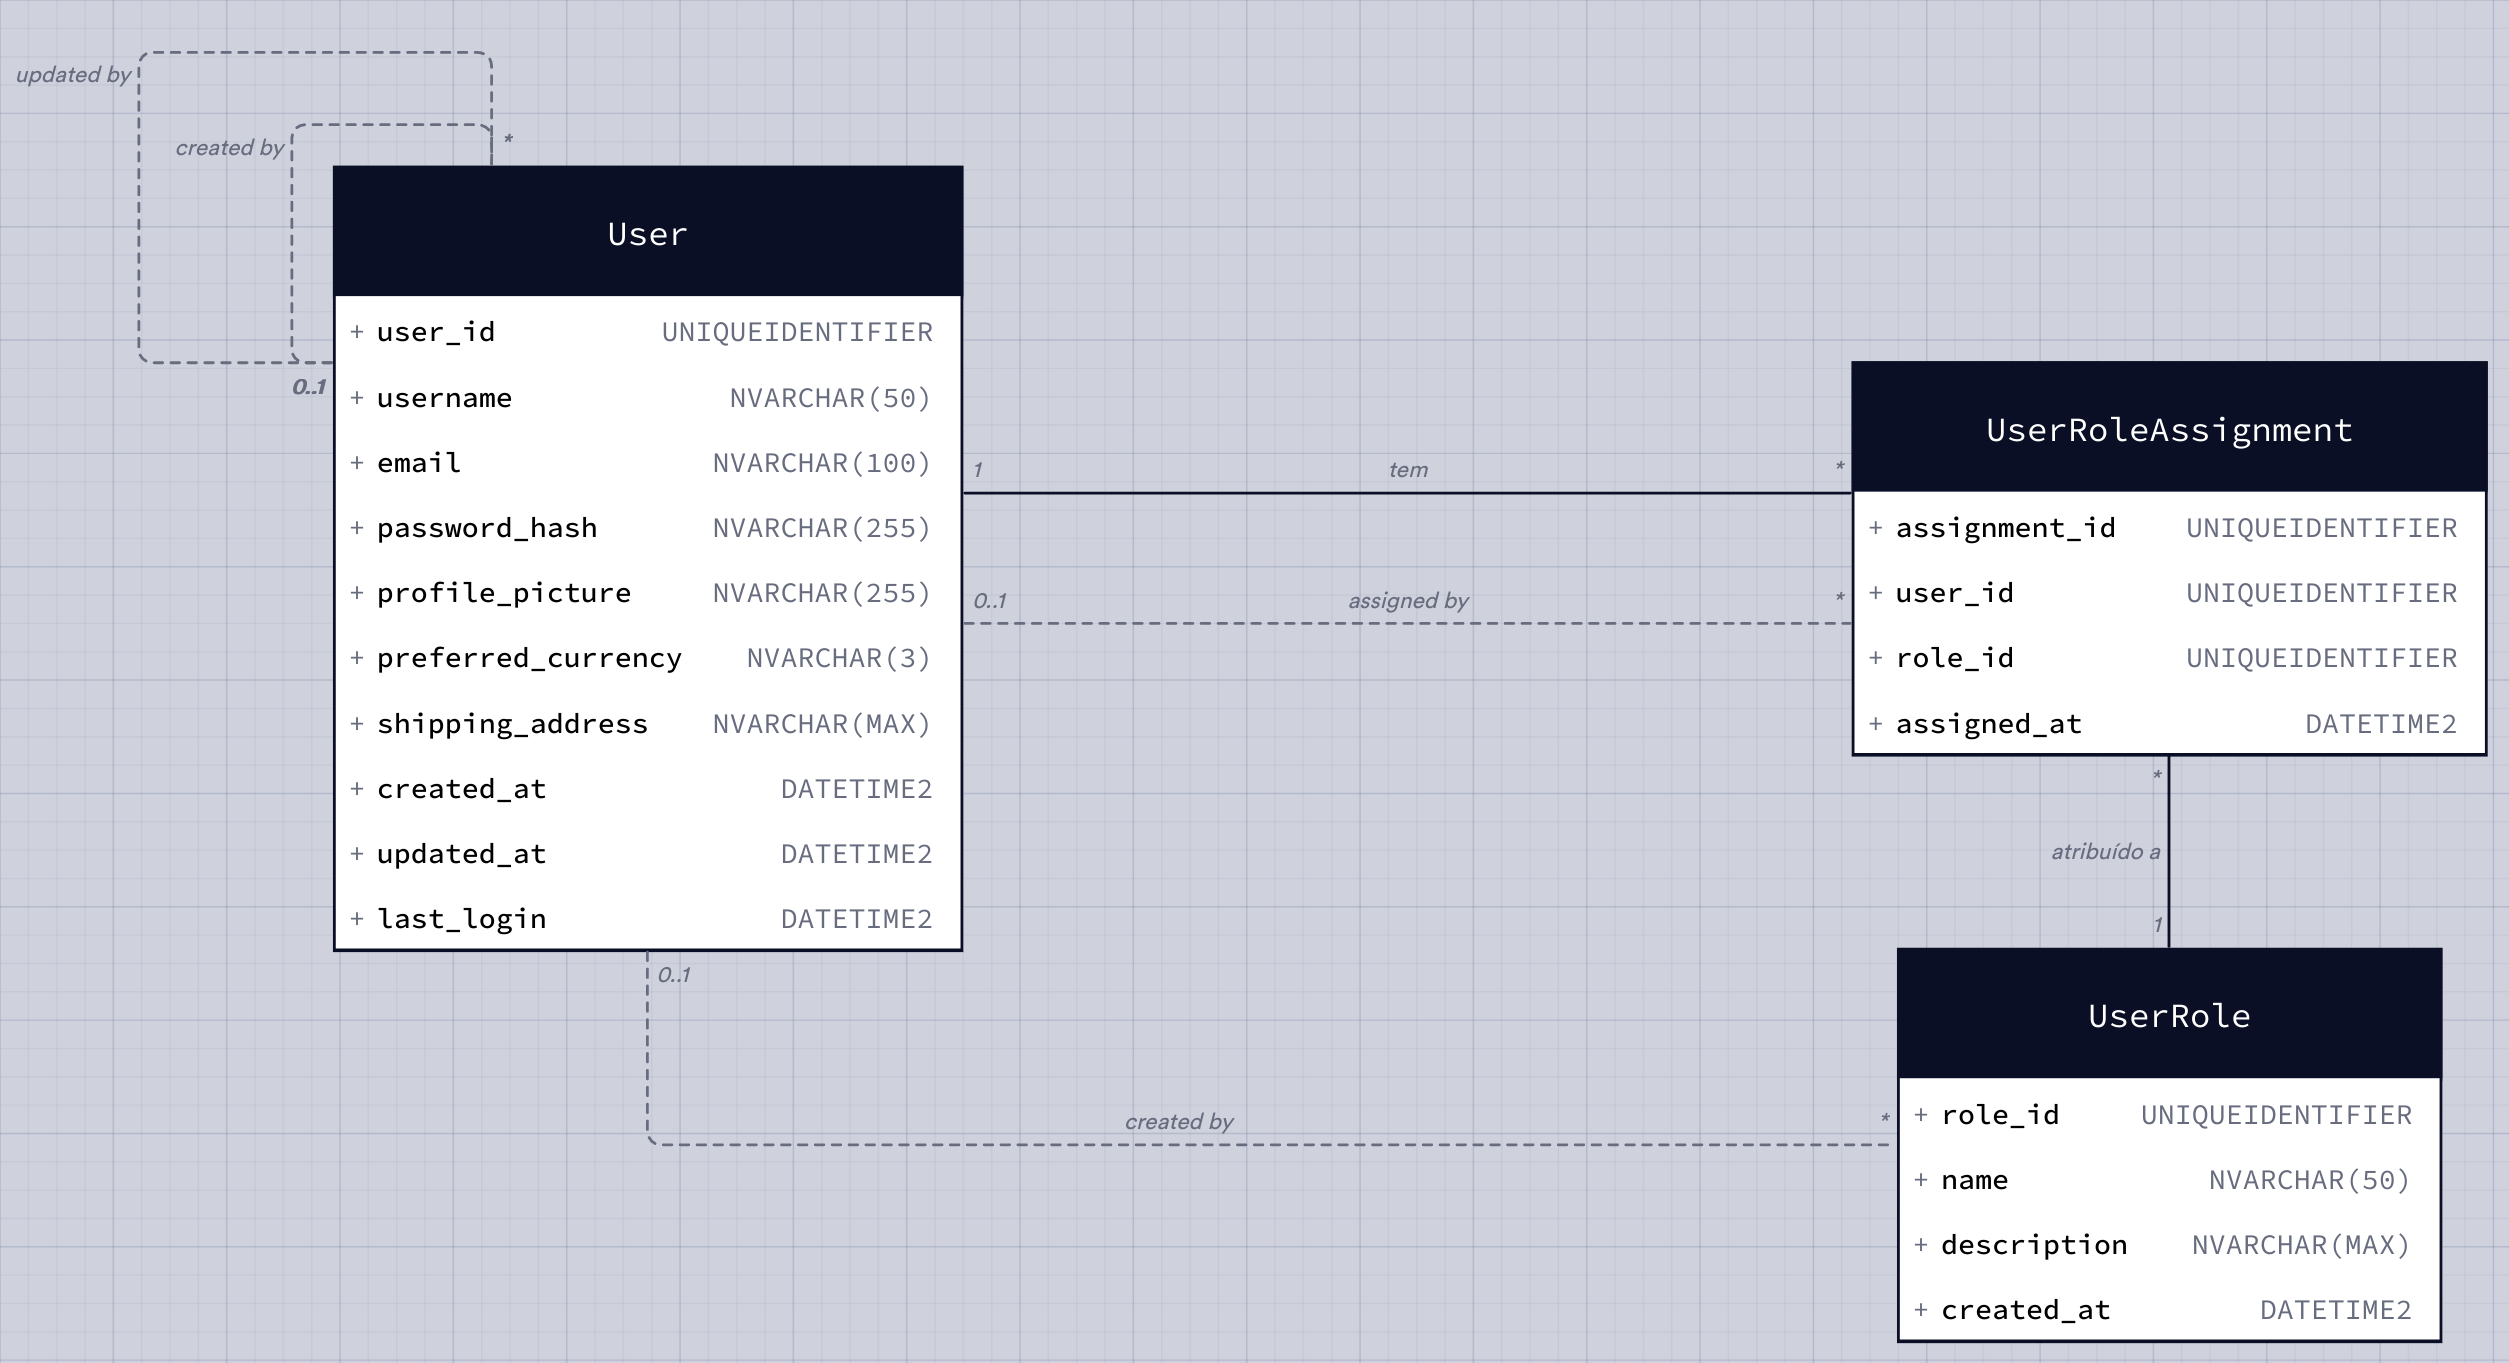 updated by
created by
*
0..1
User
+ user_id UNIQUEIDENTIFIER
+ username NVARCHAR(50)
+ email NVARCHAR(100)
+ password_hash NVARCHAR(255)
+ profile_picture NVARCHAR(255)
+ preferred_currency NVARCHAR(3)
+ shipping_address NVARCHAR(MAX)
+ created_at DATETIME2
+ updated_at DATETIME2
+ last_login DATETIME2
1 tem *
0..1 assigned by *
UserRoleAssignment
+ assignment_id UNIQUEIDENTIFIER
+ user_id UNIQUEIDENTIFIER
+ role_id UNIQUEIDENTIFIER
+ assigned_at DATETIME2
*
atribuído a
1
0..1
created by *
UserRole
+ role_id UNIQUEIDENTIFIER
+ name NVARCHAR(50)
+ description NVARCHAR(MAX)
+ created_at DATETIME2